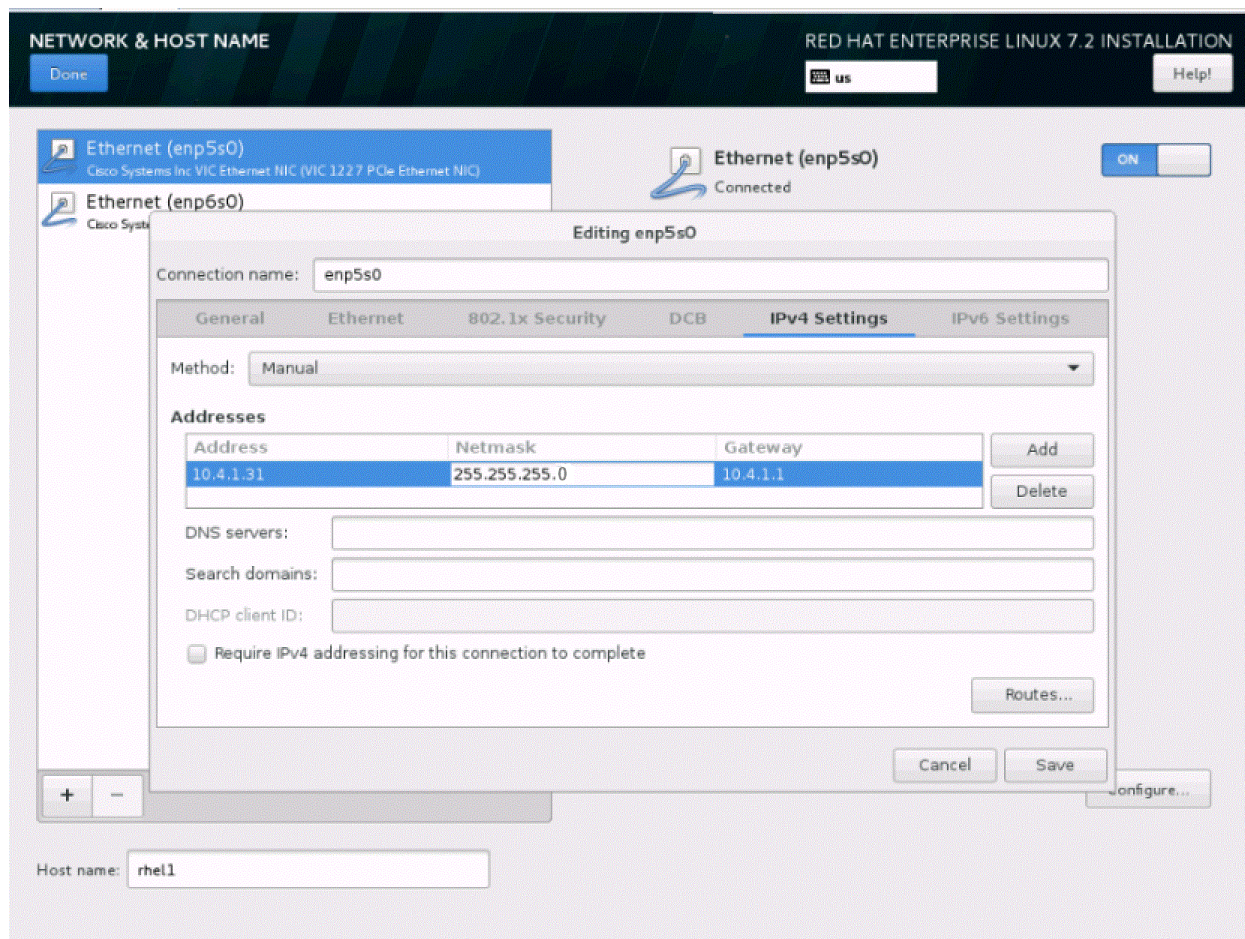 NETWORK & HOST NAME
RED HAT ENTERPRISE LINUX 7.2 INSTALLATION
Done
us
Help!
Ethernet (enp5s0)
Cisco Systems Inc VIC Ethernet NIC (VIC 1227 PCIe Ethernet NIC)
Ethernet (enp5s0)
Connected
ON
Ethernet (enp6s0)
Cisco Syste
Editing enp5s0
Connection name: enp5s0
General Ethernet 802.1x Security DCB IPv4 Settings IPv6 Settings
Method: Manual
Addresses
Address Netmask Gateway
10.4.1.31 255.255.255.0 10.4.1.1
Add
Delete
DNS servers:
Search domains:
DHCP client ID:
Require IPv4 addressing for this connection to complete
Routes...
Cancel Save
+ −
Configure...
Host name: rhel1